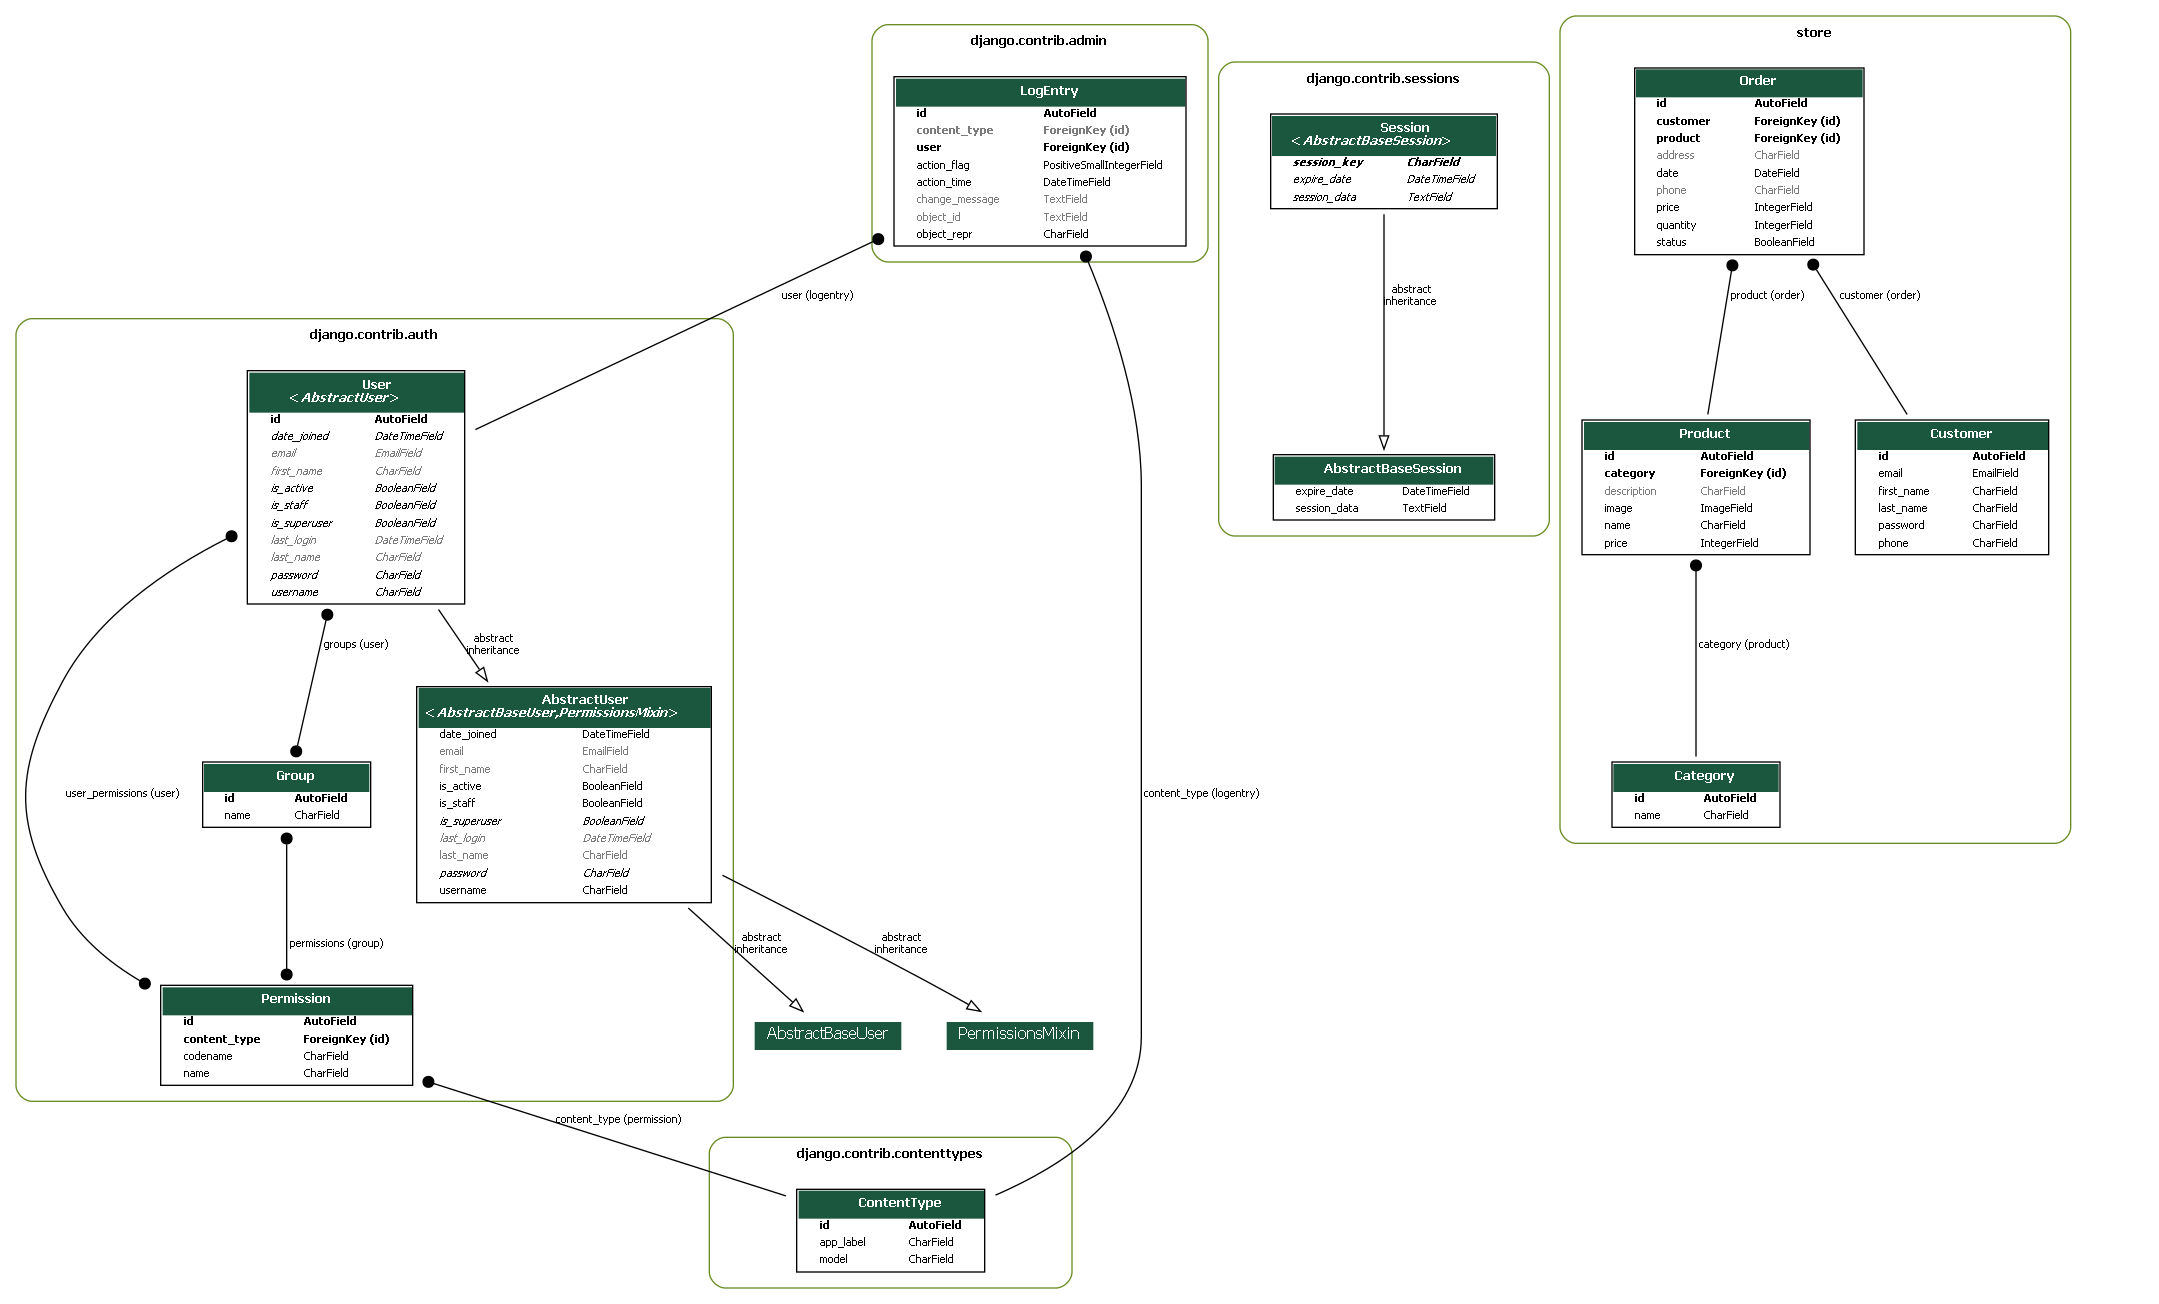 django.contrib.admin
LogEntry
id AutoField
content_type ForeignKey (id)
user ForeignKey (id)
action_flag PositiveSmallIntegerField
action_time DateTimeField
change_message TextField
object_id TextField
object_repr CharField
django.contrib.sessions
Session
<AbstractBaseSession>
session_key CharField
expire_date DateTimeField
session_data TextField
abstract
inheritance
AbstractBaseSession
expire_date DateTimeField
session_data TextField
store
Order
id AutoField
customer ForeignKey (id)
product ForeignKey (id)
address CharField
date DateField
phone CharField
price IntegerField
quantity IntegerField
status BooleanField
product (order)
customer (order)
Product
id AutoField
category ForeignKey (id)
description CharField
image ImageField
name CharField
price IntegerField
Customer
id AutoField
email EmailField
first_name CharField
last_name CharField
password CharField
phone CharField
category (product)
Category
id AutoField
name CharField
user (logentry)
django.contrib.auth
User
<AbstractUser>
id AutoField
date_joined DateTimeField
email EmailField
first_name CharField
is_active BooleanField
is_staff BooleanField
is_superuser BooleanField
last_login DateTimeField
last_name CharField
password CharField
username CharField
groups (user)
abstract
inheritance
AbstractUser
<AbstractBaseUser,PermissionsMixin>
date_joined DateTimeField
email EmailField
first_name CharField
is_active BooleanField
is_staff BooleanField
is_superuser BooleanField
last_login DateTimeField
last_name CharField
password CharField
username CharField
user_permissions (user)
Group
id AutoField
name CharField
permissions (group)
Permission
id AutoField
content_type ForeignKey (id)
codename CharField
name CharField
abstract
inheritance
abstract
inheritance
AbstractBaseUser
PermissionsMixin
content_type (logentry)
content_type (permission)
django.contrib.contenttypes
ContentType
id AutoField
app_label CharField
model CharField